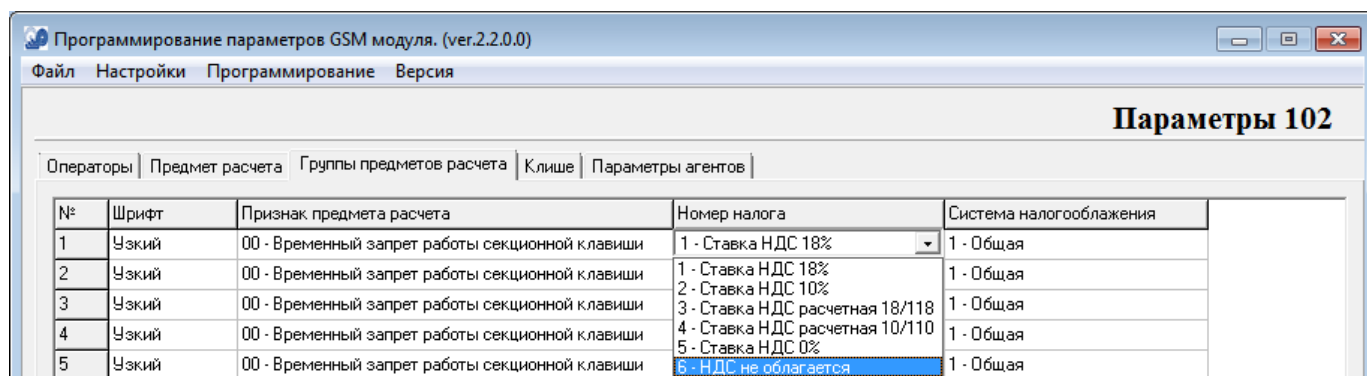 Программирование параметров GSM модуля. (ver.2.2.0.0)
Файл Настройки Программирование Версия
Параметры 102
Операторы Предмет расчета Группы предметов расчета Клише Параметры агентов
№ Шрифт Признак предмета расчета Номер налога Система налогооблажения
1 Узкий 00 - Временный запрет работы секционной клавиши 1 - Ставка НДС 18% 1 - Общая
2 Узкий 00 - Временный запрет работы секционной клавиши 1 - Общая
3 Узкий 00 - Временный запрет работы секционной клавиши 1 - Общая
4 Узкий 00 - Временный запрет работы секционной клавиши 1 - Общая
5 Узкий 00 - Временный запрет работы секционной клавиши 1 - Общая
1 - Ставка НДС 18%
2 - Ставка НДС 10%
3 - Ставка НДС расчетная 18/118
4 - Ставка НДС расчетная 10/110
5 - Ставка НДС 0%
6 - НДС не облагается